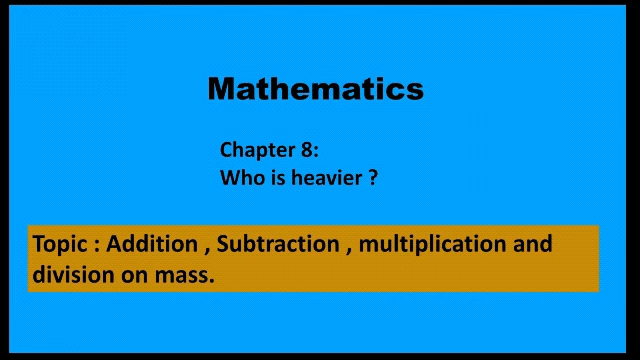 Mathematics
Chapter 8:
Who is heavier ?
Topic : Addition , Subtraction , multiplication and
division on mass.